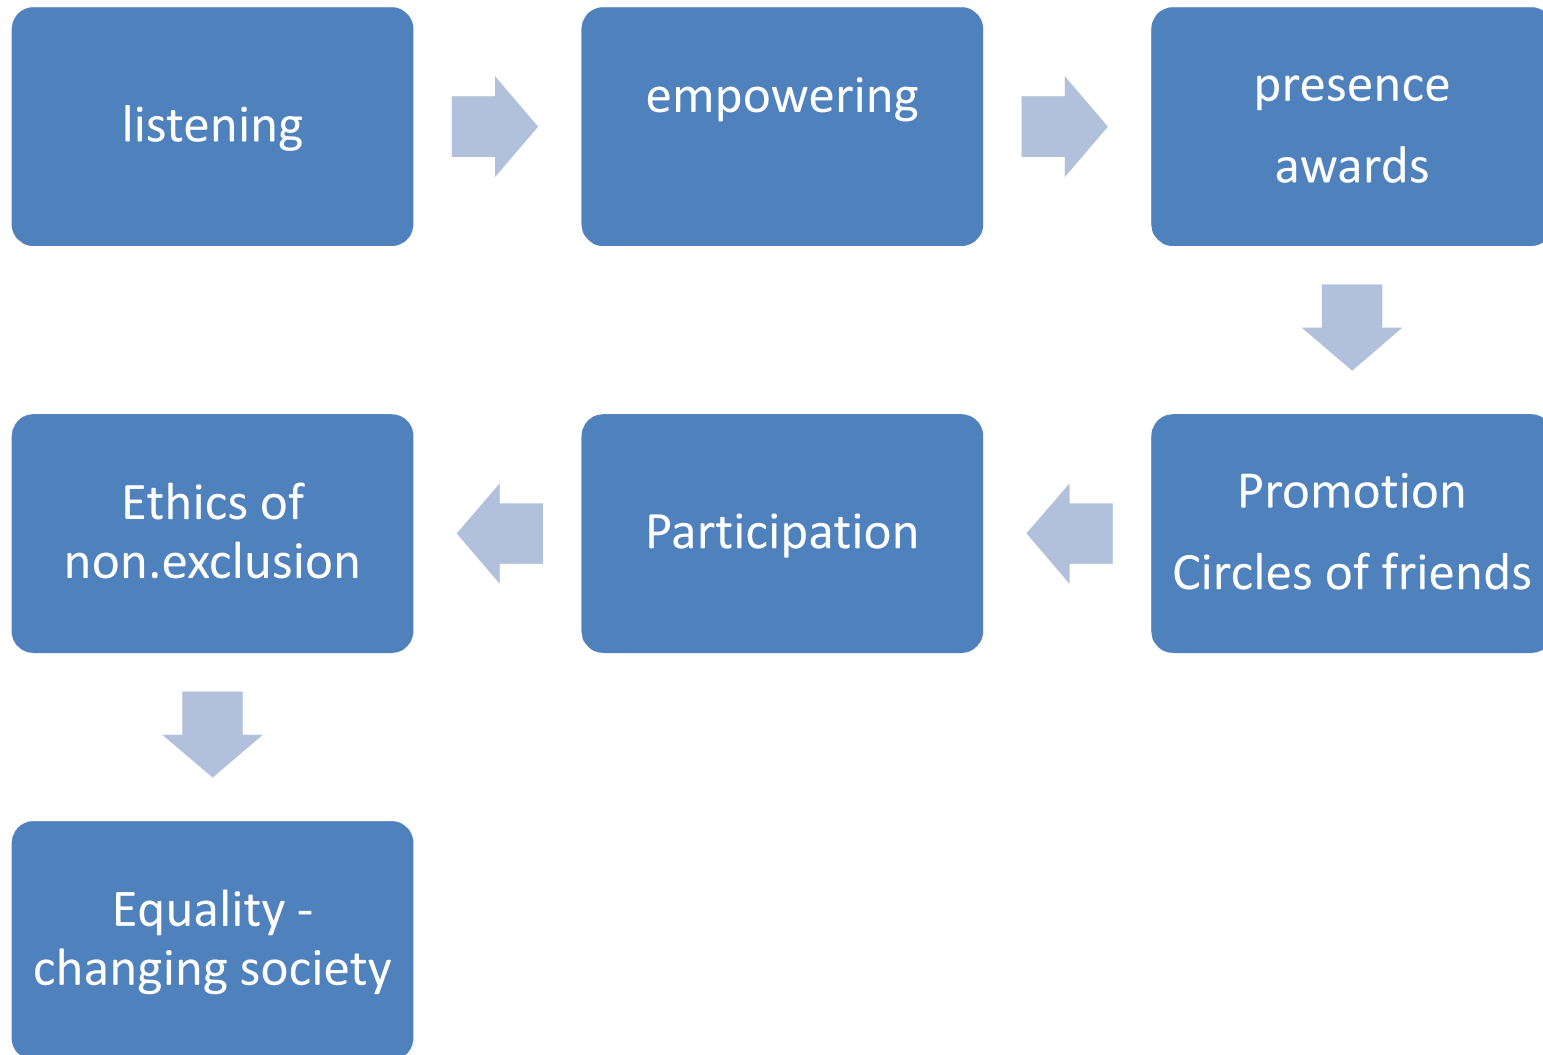 listening
empowering
presence
awards
Promotion
Circles of friends
Participation
Ethics of
non.exclusion
Equality -
changing society